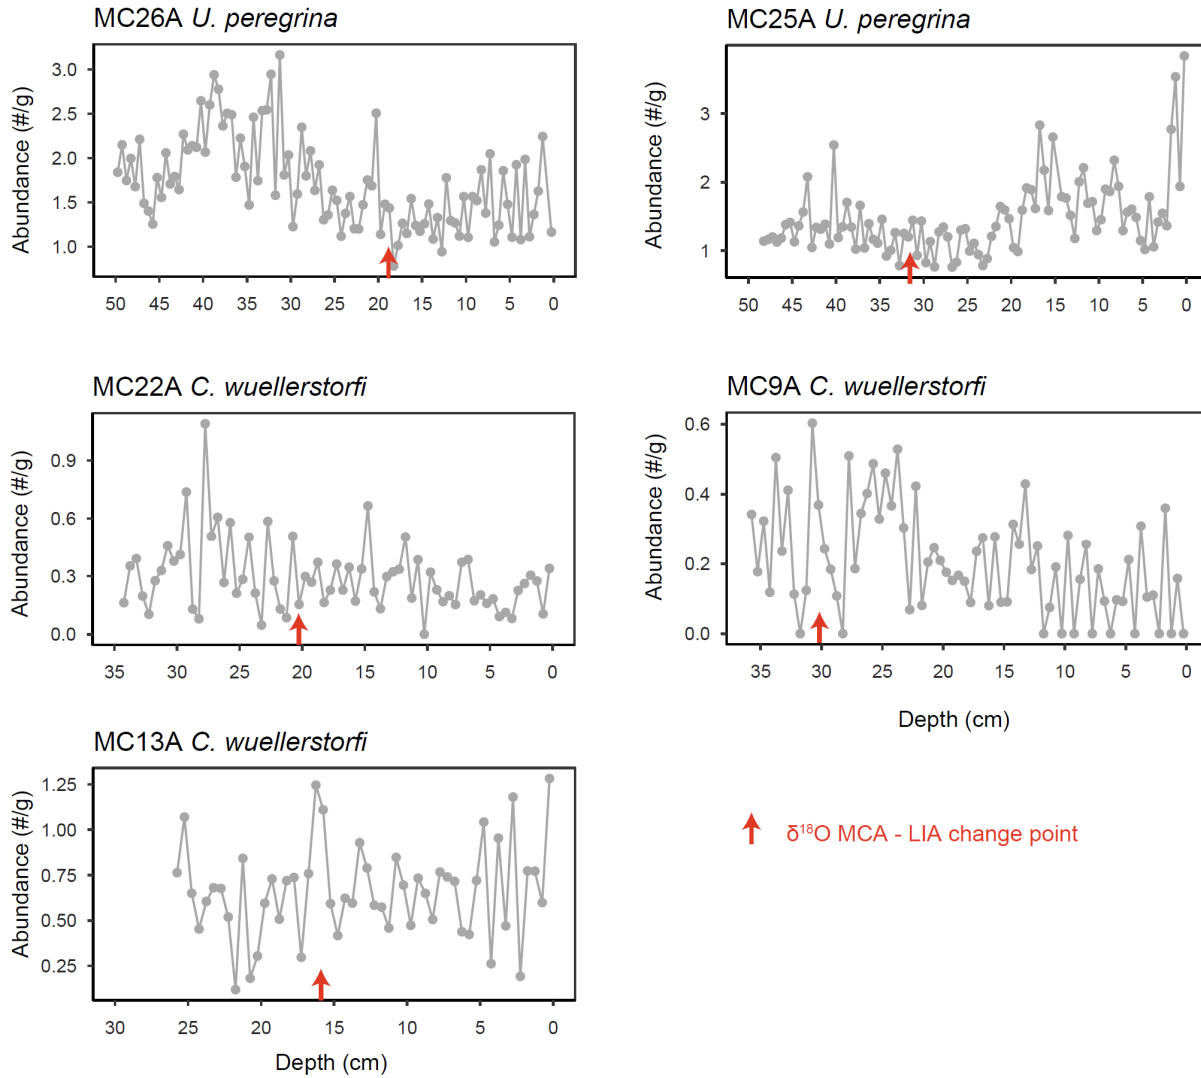 MC26A U. peregrina
Abundance (#/g)
3.0
2.5
2.0
1.5
1.0
50 45 40 35 30 25 20 15 10 5 0
MC25A U. peregrina
Abundance (#/g)
3
2
1
50 45 40 35 30 25 20 15 10 5 0
MC22A C. wuellerstorfi
Abundance (#/g)
0.9
0.6
0.3
0.0
35 30 25 20 15 10 5 0
MC9A C. wuellerstorfi
Abundance (#/g)
0.6
0.4
0.2
0.0
35 30 25 20 15 10 5 0
Depth (cm)
MC13A C. wuellerstorfi
Abundance (#/g)
1.25
1.00
0.75
0.50
0.25
30 25 20 15 10 5 0
Depth (cm)
δ¹⁸O MCA - LIA change point